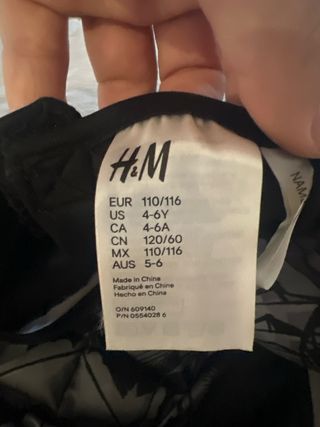 H&M
EUR 110/116
US 4-6Y
CA 4-6A
CN 120/60
MX 110/116
AUS 5-6
Made in China
Fabriqué en Chine
Hecho en China
O/N 609140
P/N 0554028 6